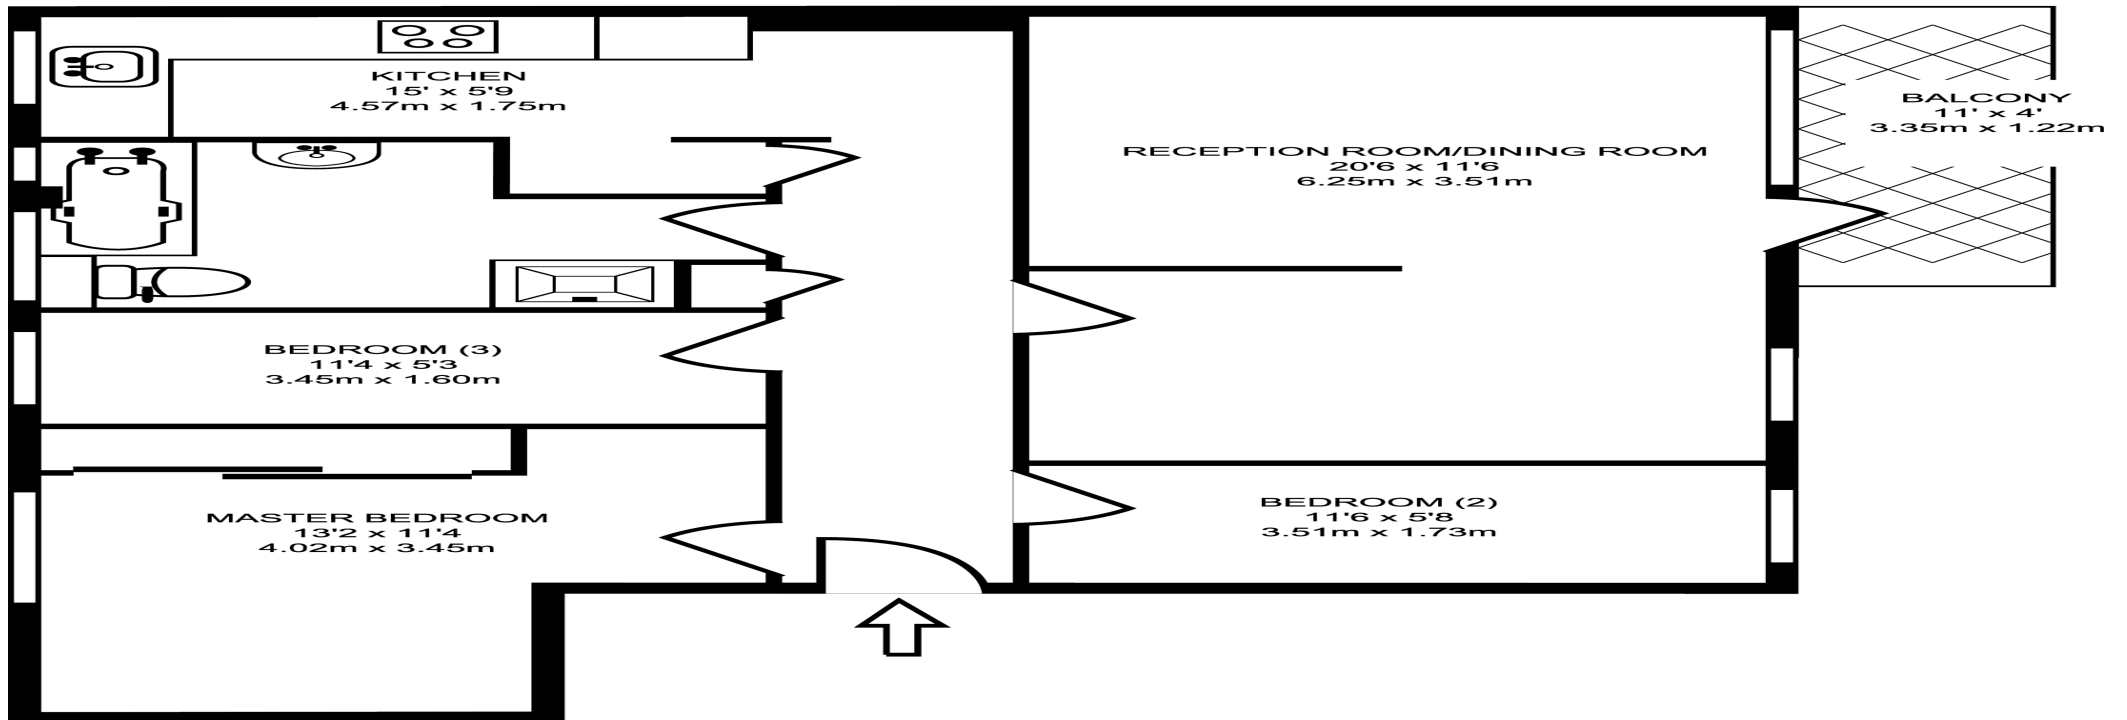 KITCHEN
15' x 5'9
4.57m x 1.75m
BALCONY
11' x 4'
3.35m x 1.22m
RECEPTION ROOM/DINING ROOM
20'6 x 11'6
6.25m x 3.51m
BEDROOM (3)
11'4 x 5'3
3.45m x 1.60m
MASTER BEDROOM
13'2 x 11'4
4.02m x 3.45m
BEDROOM (2)
11'6 x 5'8
3.51m x 1.73m